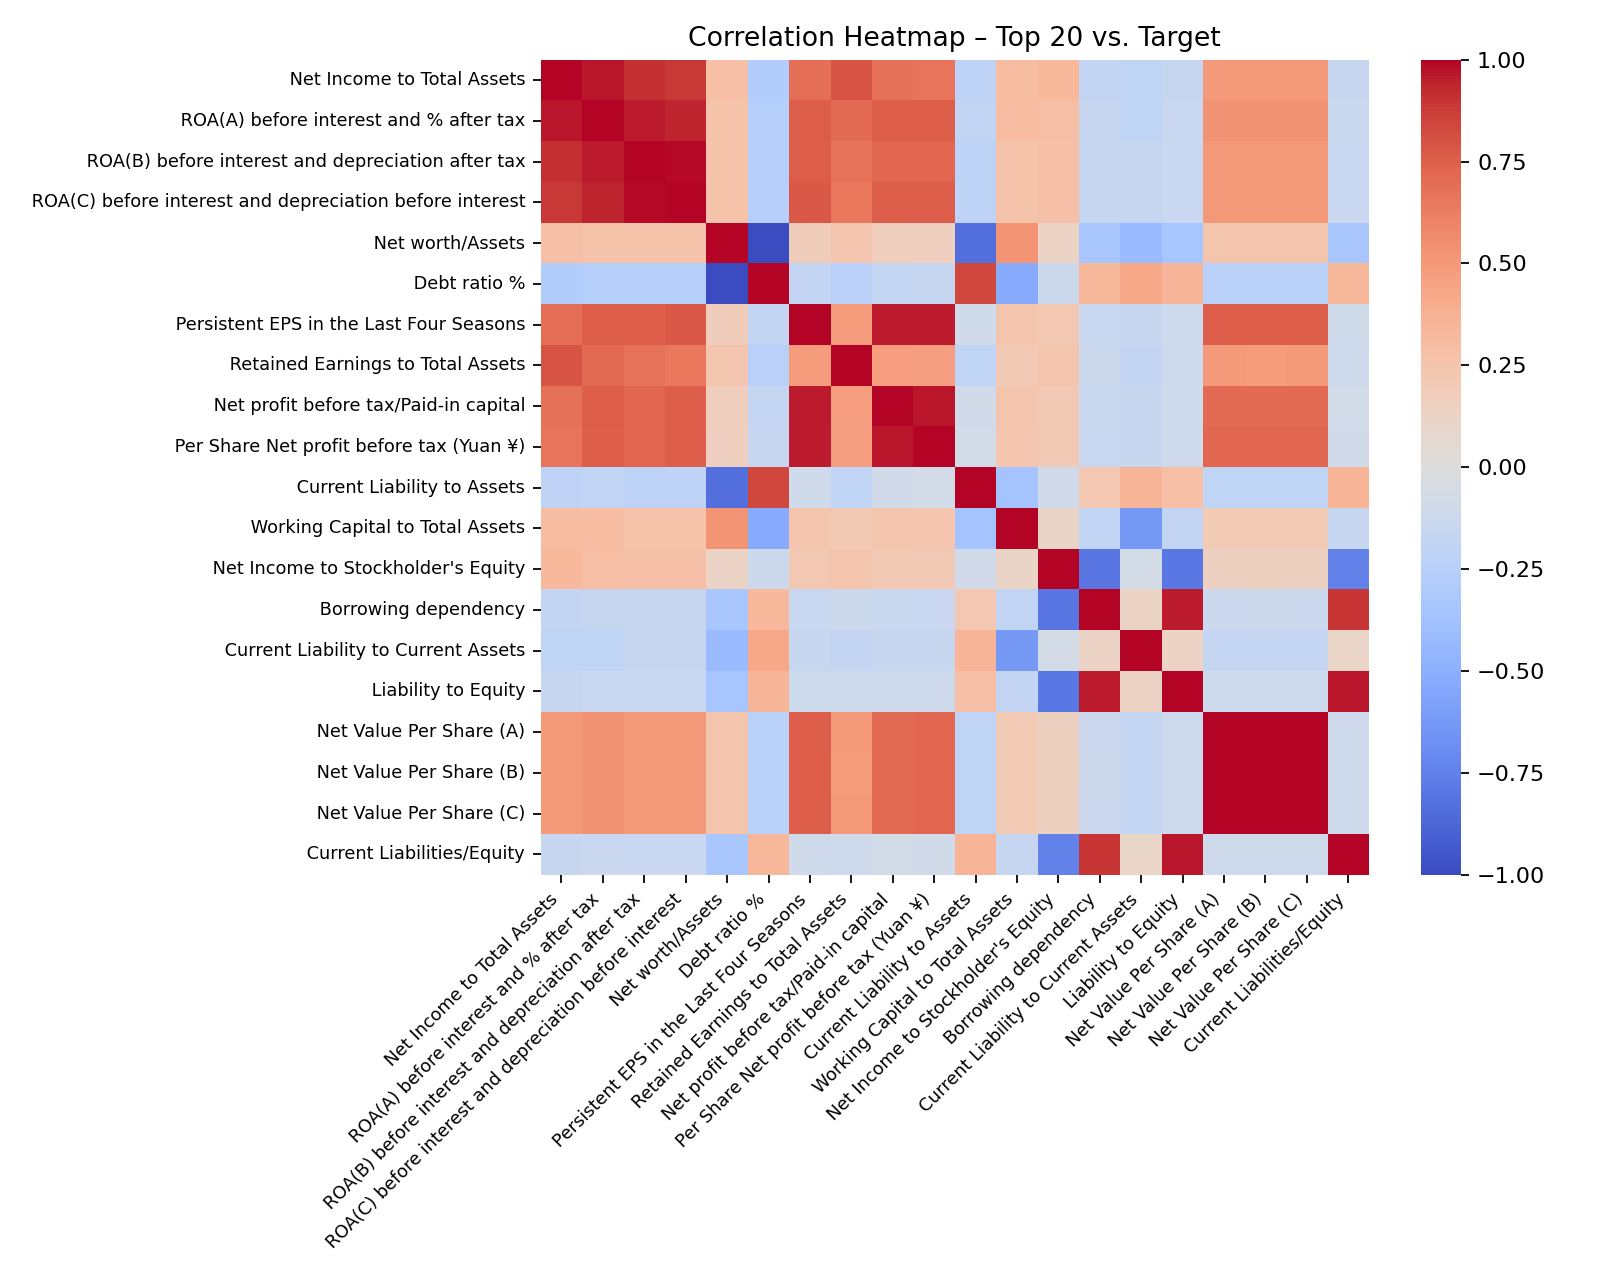 Correlation Heatmap – Top 20 vs. Target
Net Income to Total Assets
ROA(A) before interest and % after tax
ROA(B) before interest and depreciation after tax
ROA(C) before interest and depreciation before interest
Net worth/Assets
Debt ratio %
Persistent EPS in the Last Four Seasons
Retained Earnings to Total Assets
Net profit before tax/Paid-in capital
Per Share Net profit before tax (Yuan ¥)
Current Liability to Assets
Working Capital to Total Assets
Net Income to Stockholder's Equity
Borrowing dependency
Current Liability to Current Assets
Liability to Equity
Net Value Per Share (A)
Net Value Per Share (B)
Net Value Per Share (C)
Current Liabilities/Equity
Net Income to Total Assets
ROA(A) before interest and % after tax
ROA(B) before interest and depreciation after tax
ROA(C) before interest and depreciation before interest
Net worth/Assets
Debt ratio %
Persistent EPS in the Last Four Seasons
Retained Earnings to Total Assets
Net profit before tax/Paid-in capital
Per Share Net profit before tax (Yuan ¥)
Current Liability to Assets
Working Capital to Total Assets
Net Income to Stockholder's Equity
Borrowing dependency
Current Liability to Current Assets
Liability to Equity
Net Value Per Share (A)
Net Value Per Share (B)
Net Value Per Share (C)
Current Liabilities/Equity
1.00
0.75
0.50
0.25
0.00
−0.25
−0.50
−0.75
−1.00